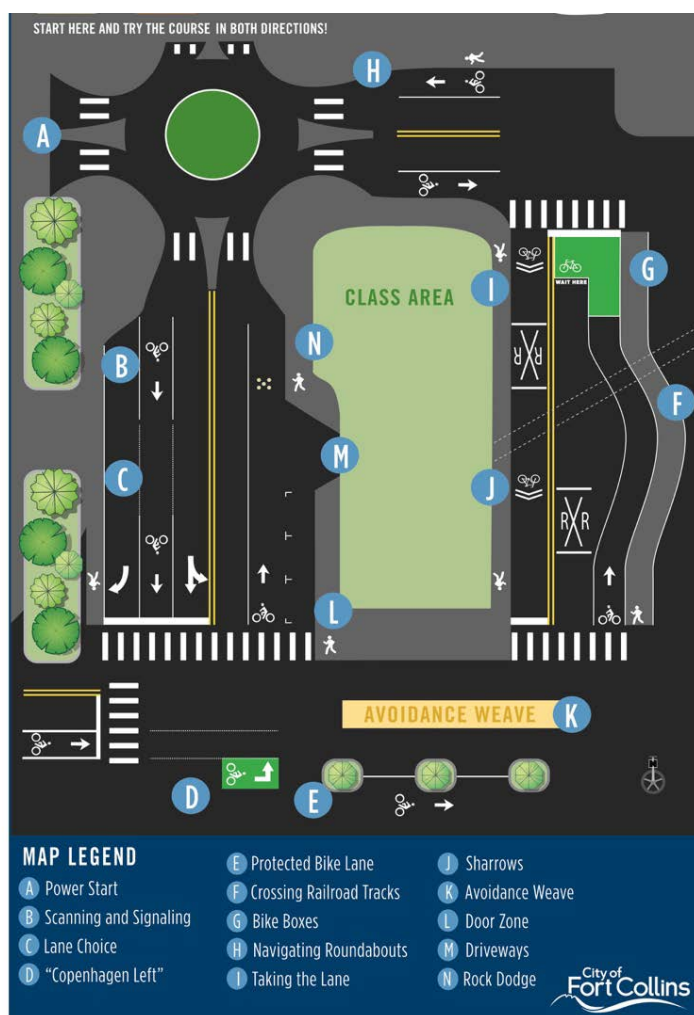 START HERE AND TRY THE COURSE IN BOTH DIRECTIONS!
H
A
G
CLASS AREA
I
WAIT HERE
N
B
R R
F
M
C
J
R R
L
AVOIDANCE WEAVE K
D
E
MAP LEGEND
A Power Start
B Scanning and Signaling
C Lane Choice
D "Copenhagen Left"
E Protected Bike Lane
F Crossing Railroad Tracks
G Bike Boxes
H Navigating Roundabouts
I Taking the Lane
J Sharrows
K Avoidance Weave
L Door Zone
M Driveways
N Rock Dodge
City of
Fort Collins